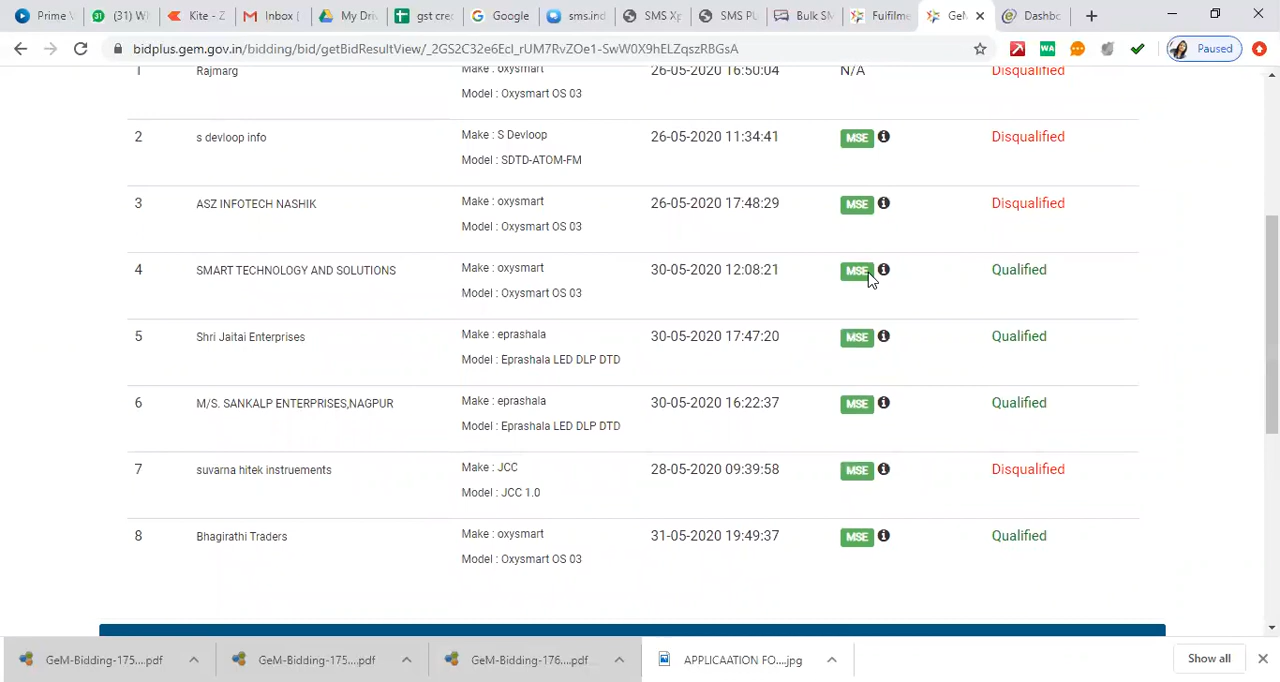 Prime
(31) W
Kite - Z
Inbox (
My Dri
gst cre
Google
sms.ind
SMS Xp
SMS PU
Bulk SM
Fulfilme
GeM
Dashbo
bidplus.gem.gov.in/bidding/bid/getBidResultView/_2GS2C32e6EcI_rUM7RvZOe1-SwW0X9hELZqszRBGsA
WA
Paused
1 Rajmarg Make : oxysmart 26-05-2020 16:50:04 N/A Disqualified
Model : Oxysmart OS 03
2 s devloop info Make : S Devloop 26-05-2020 11:34:41 MSE Disqualified
Model : SDTD-ATOM-FM
3 ASZ INFOTECH NASHIK Make : oxysmart 26-05-2020 17:48:29 MSE Disqualified
Model : Oxysmart OS 03
4 SMART TECHNOLOGY AND SOLUTIONS Make : oxysmart 30-05-2020 12:08:21 MSE Qualified
Model : Oxysmart OS 03
5 Shri Jaitai Enterprises Make : eprashala 30-05-2020 17:47:20 MSE Qualified
Model : Eprashala LED DLP DTD
6 M/S. SANKALP ENTERPRISES,NAGPUR Make : eprashala 30-05-2020 16:22:37 MSE Qualified
Model : Eprashala LED DLP DTD
7 suvarna hitek instruements Make : JCC 28-05-2020 09:39:58 MSE Disqualified
Model : JCC 1.0
8 Bhagirathi Traders Make : oxysmart 31-05-2020 19:49:37 MSE Qualified
Model : Oxysmart OS 03
GeM-Bidding-175....pdf
GeM-Bidding-175....pdf
GeM-Bidding-176....pdf
APPLICAATION FO....jpg
Show all